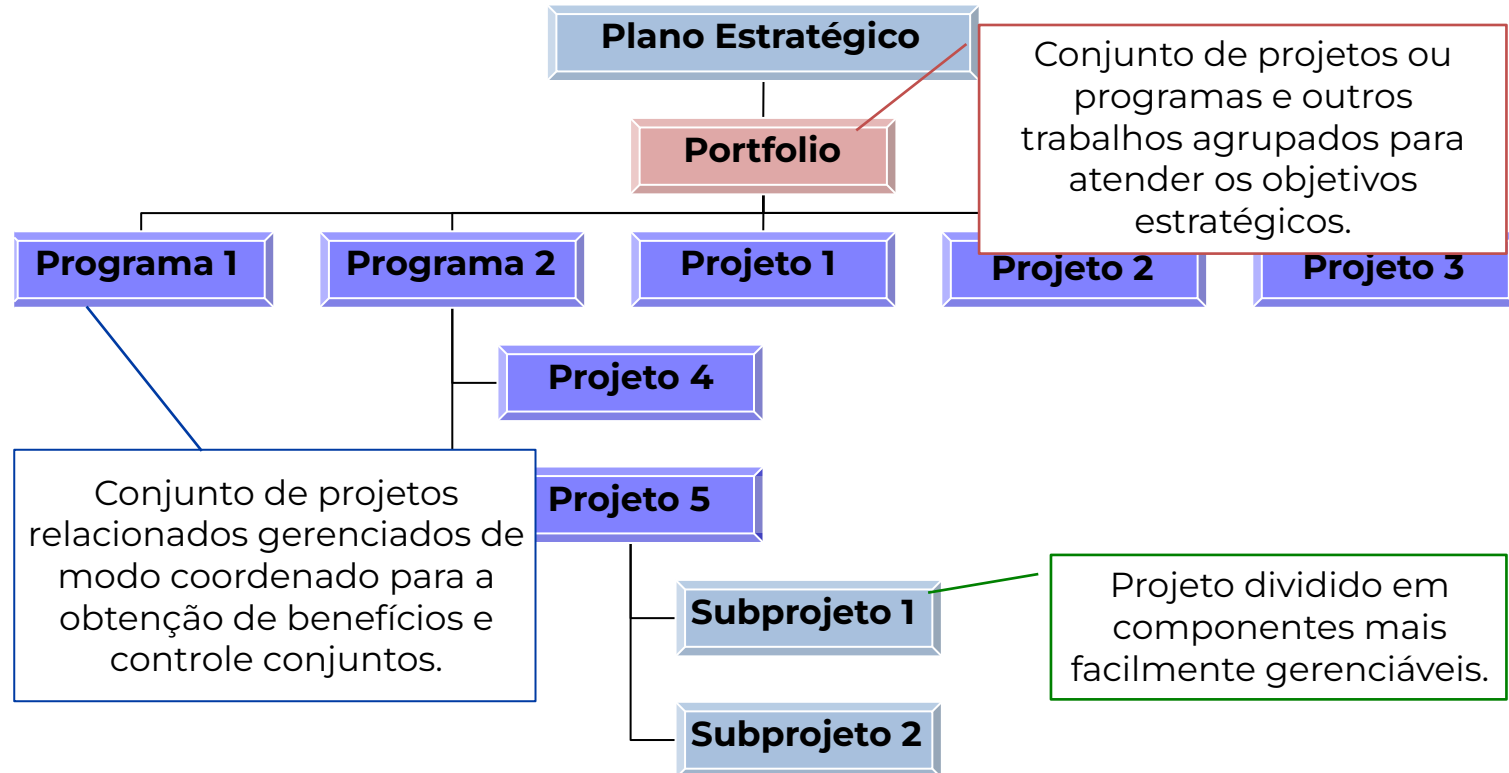 Plano Estratégico
Conjunto de projetos ou
programas e outros
trabalhos agrupados para
atender os objetivos
estratégicos.
Portfolio
Programa 1
Programa 2
Projeto 1
Projeto 2
Projeto 3
Projeto 4
Conjunto de projetos
relacionados gerenciados de
modo coordenado para a
obtenção de benefícios e
controle conjuntos.
Projeto 5
Subprojeto 1
Projeto dividido em
componentes mais
facilmente gerenciáveis.
Subprojeto 2